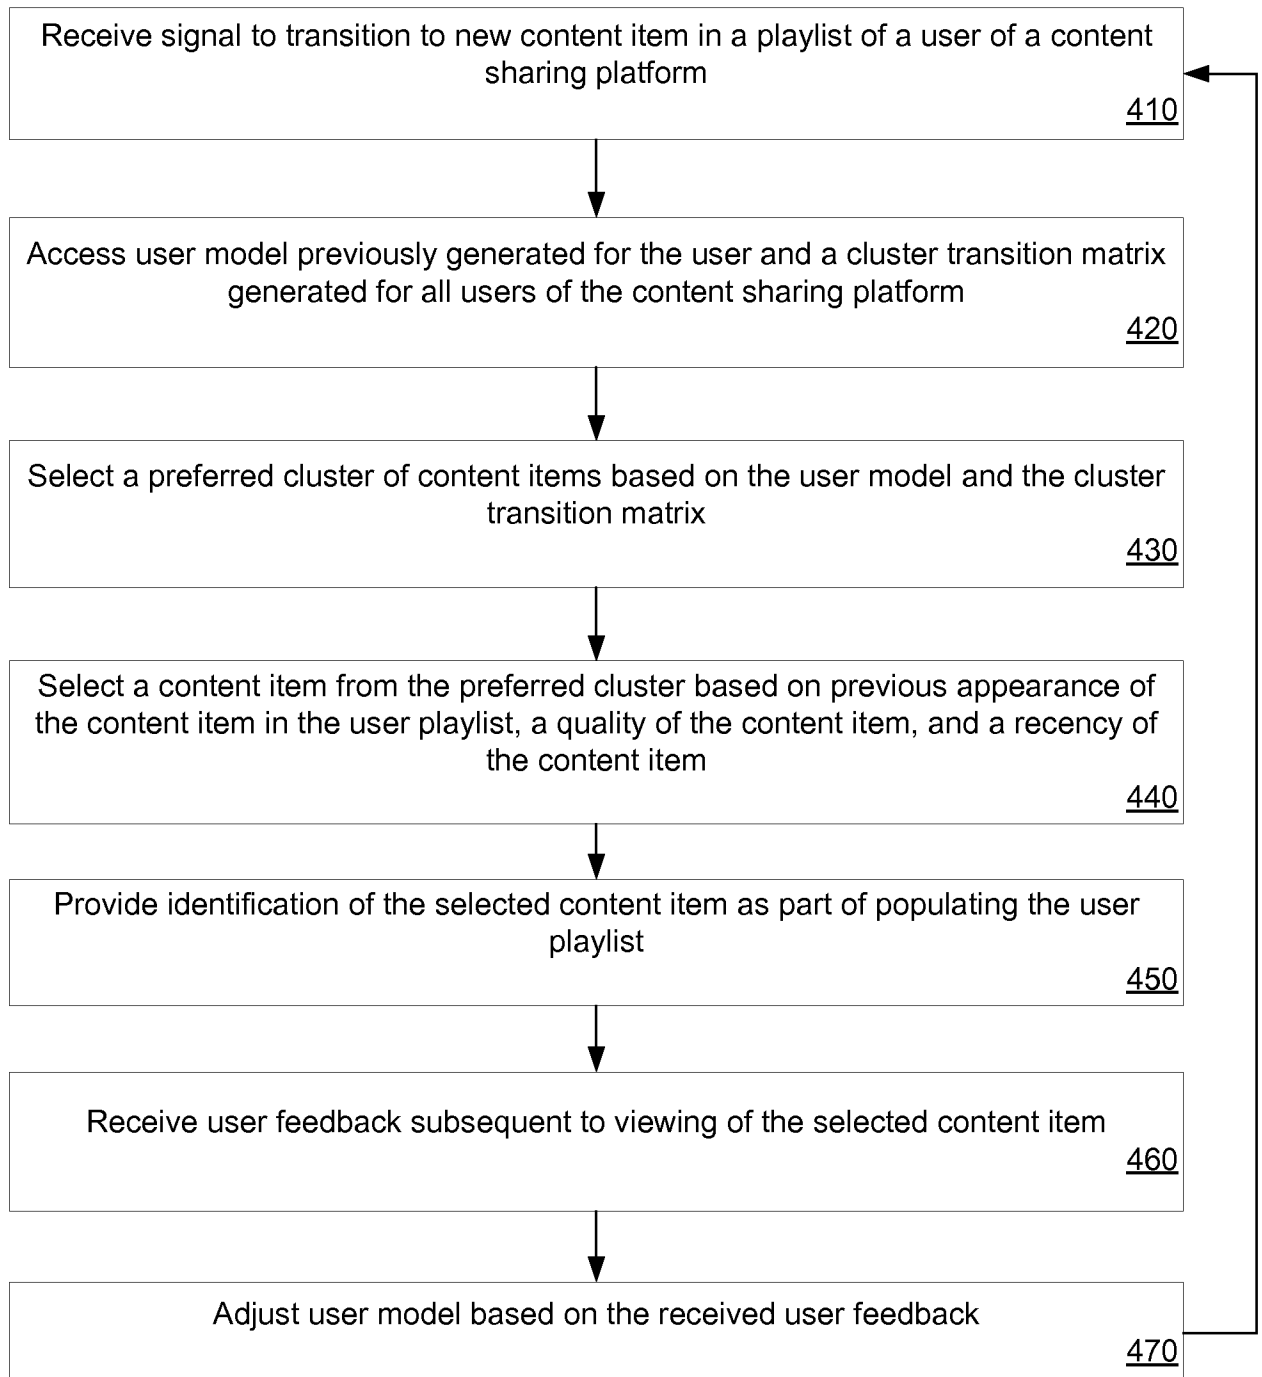 Receive signal to transition to new content item in a playlist of a user of a content
sharing platform
410
Access user model previously generated for the user and a cluster transition matrix
generated for all users of the content sharing platform
420
Select a preferred cluster of content items based on the user model and the cluster
transition matrix
430
Select a content item from the preferred cluster based on previous appearance of
the content item in the user playlist, a quality of the content item, and a recency of
the content item
440
Provide identification of the selected content item as part of populating the user
playlist
450
Receive user feedback subsequent to viewing of the selected content item
460
Adjust user model based on the received user feedback
470